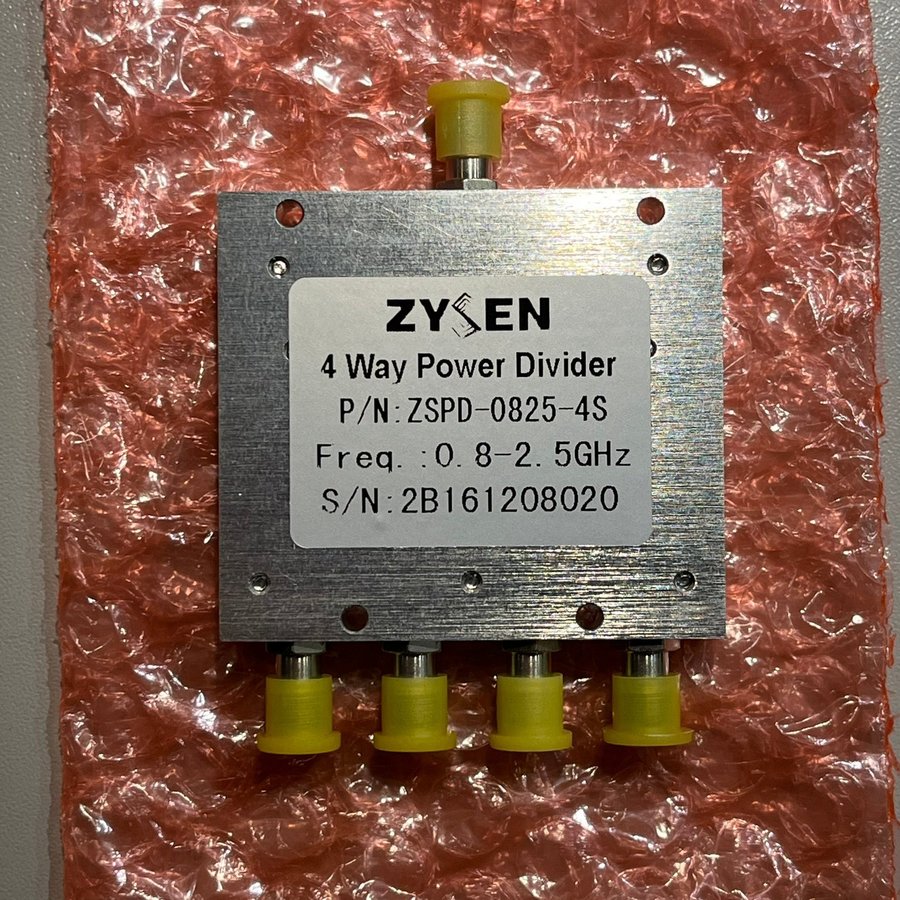 ZYSEN
4 Way Power Divider
P/N:ZSPD-0825-4S
Freq.:0.8-2.5GHz
S/N:2B161208020